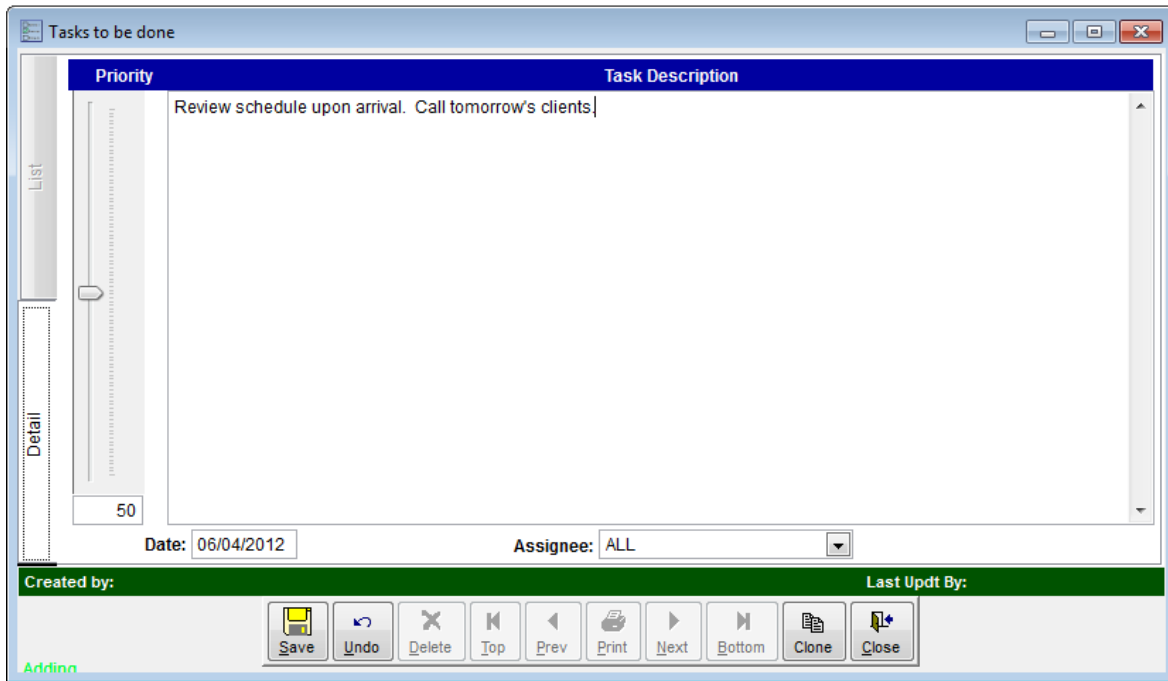 Tasks to be done
Priority Task Description
Review schedule upon arrival.  Call tomorrow's clients.
List
Detail
50
Date: 06/04/2012 Assignee: ALL
Created by: Last Updt By:
Save Undo Delete Top Prev Print Next Bottom Clone Close
Adding